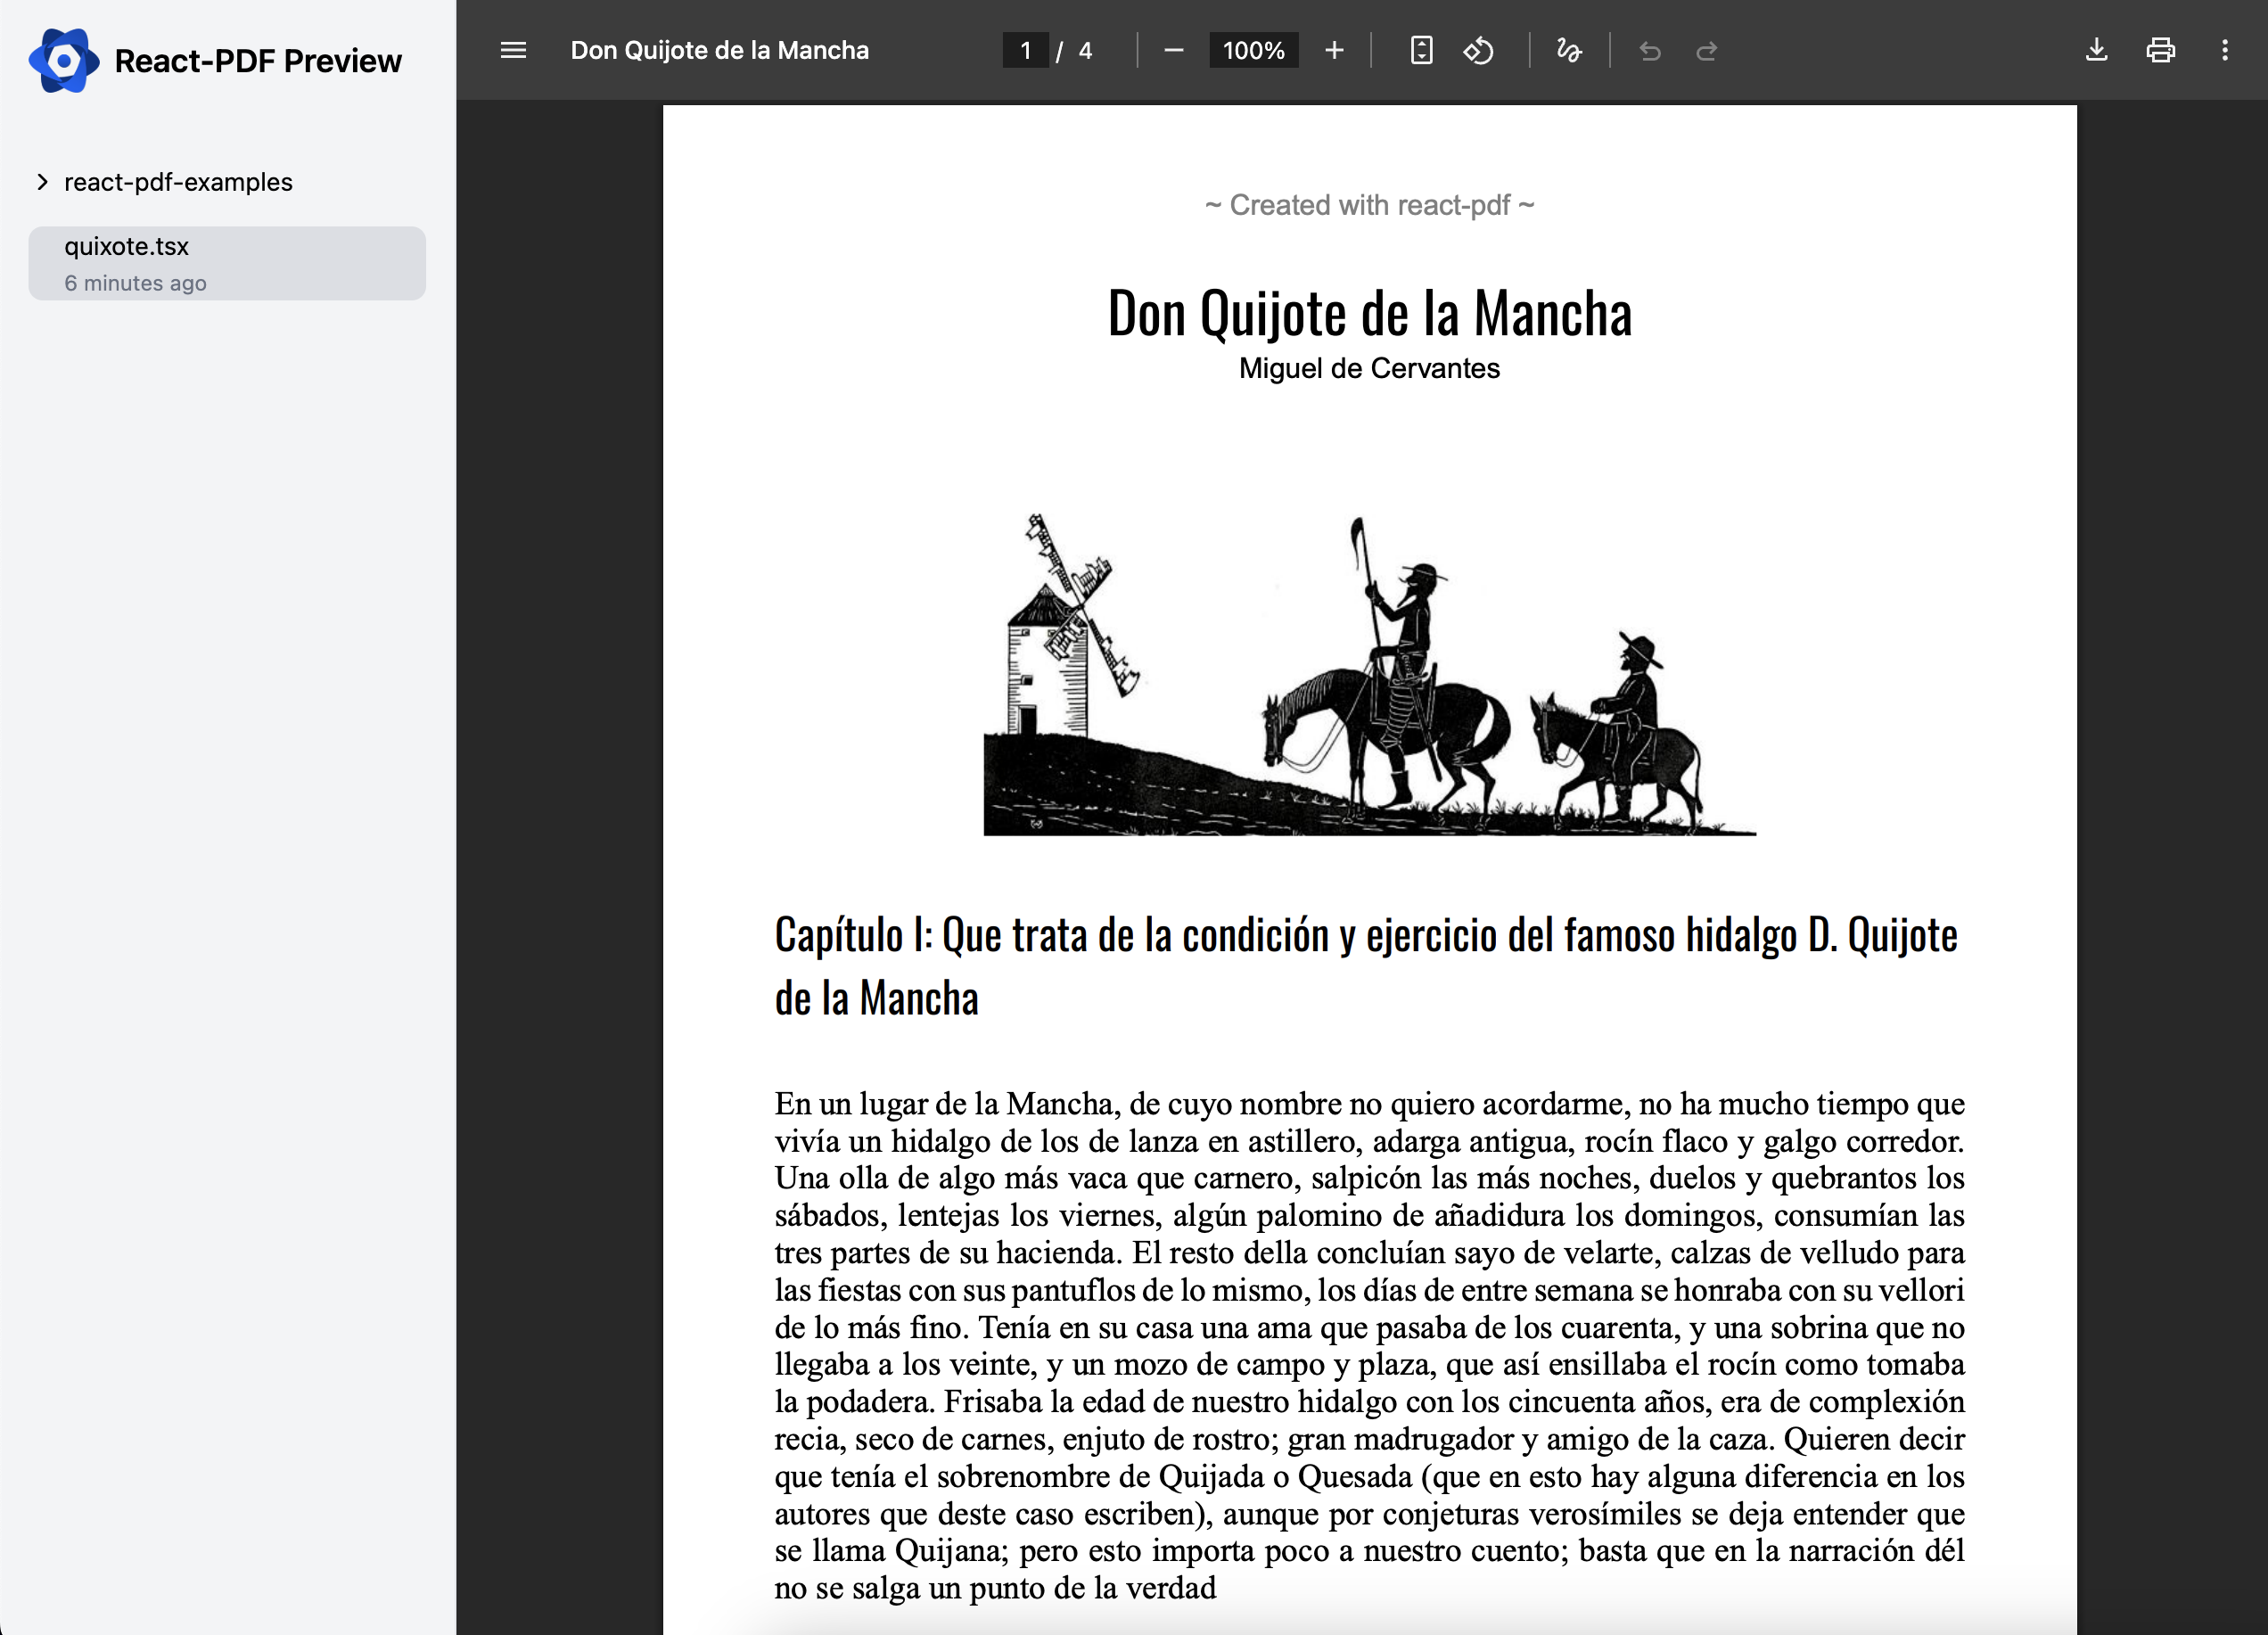 React-PDF Preview
react-pdf-examples
quixote.tsx
6 minutes ago
Don Quijote de la Mancha
1 / 4
100%
~ Created with react-pdf ~
Don Quijote de la Mancha
Miguel de Cervantes
Capítulo I: Que trata de la condición y ejercicio del famoso hidalgo D. Quijote
de la Mancha
En un lugar de la Mancha, de cuyo nombre no quiero acordarme, no ha mucho tiempo que
vivía un hidalgo de los de lanza en astillero, adarga antigua, rocín flaco y galgo corredor.
Una olla de algo más vaca que carnero, salpicón las más noches, duelos y quebrantos los
sábados, lentejas los viernes, algún palomino de añadidura los domingos, consumían las
tres partes de su hacienda. El resto della concluían sayo de velarte, calzas de velludo para
las fiestas con sus pantuflos de lo mismo, los días de entre semana se honraba con su vellori
de lo más fino. Tenía en su casa una ama que pasaba de los cuarenta, y una sobrina que no
llegaba a los veinte, y un mozo de campo y plaza, que así ensillaba el rocín como tomaba
la podadera. Frisaba la edad de nuestro hidalgo con los cincuenta años, era de complexión
recia, seco de carnes, enjuto de rostro; gran madrugador y amigo de la caza. Quieren decir
que tenía el sobrenombre de Quijada o Quesada (que en esto hay alguna diferencia en los
autores que deste caso escriben), aunque por conjeturas verosímiles se deja entender que
se llama Quijana; pero esto importa poco a nuestro cuento; basta que en la narración dél
no se salga un punto de la verdad